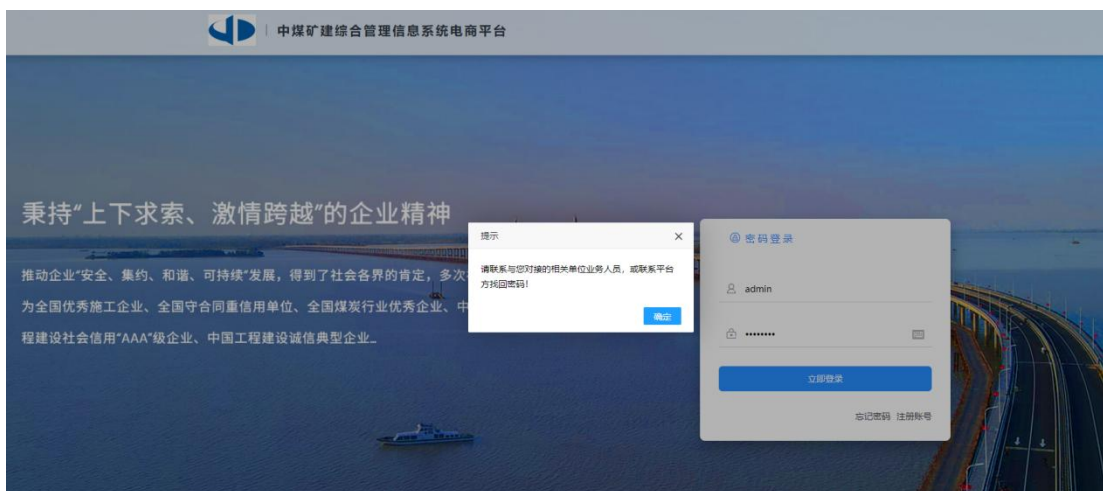 中煤矿建综合管理信息系统电商平台
秉持“上下求索、激情跨越”的企业精神
推动企业“安全、集约、和谐、可持续”发展，得到了社会各界的肯定，多次
为全国优秀施工企业、全国守合同重信用单位、全国煤炭行业优秀企业、中
程建设社会信用“AAA”级企业、中国工程建设诚信典型企业...
提示
请联系与您对接的相关单位业务人员，或联系平台
方找回密码！
确定
密码登录
admin
••••••••
立即登录
忘记密码 注册账号